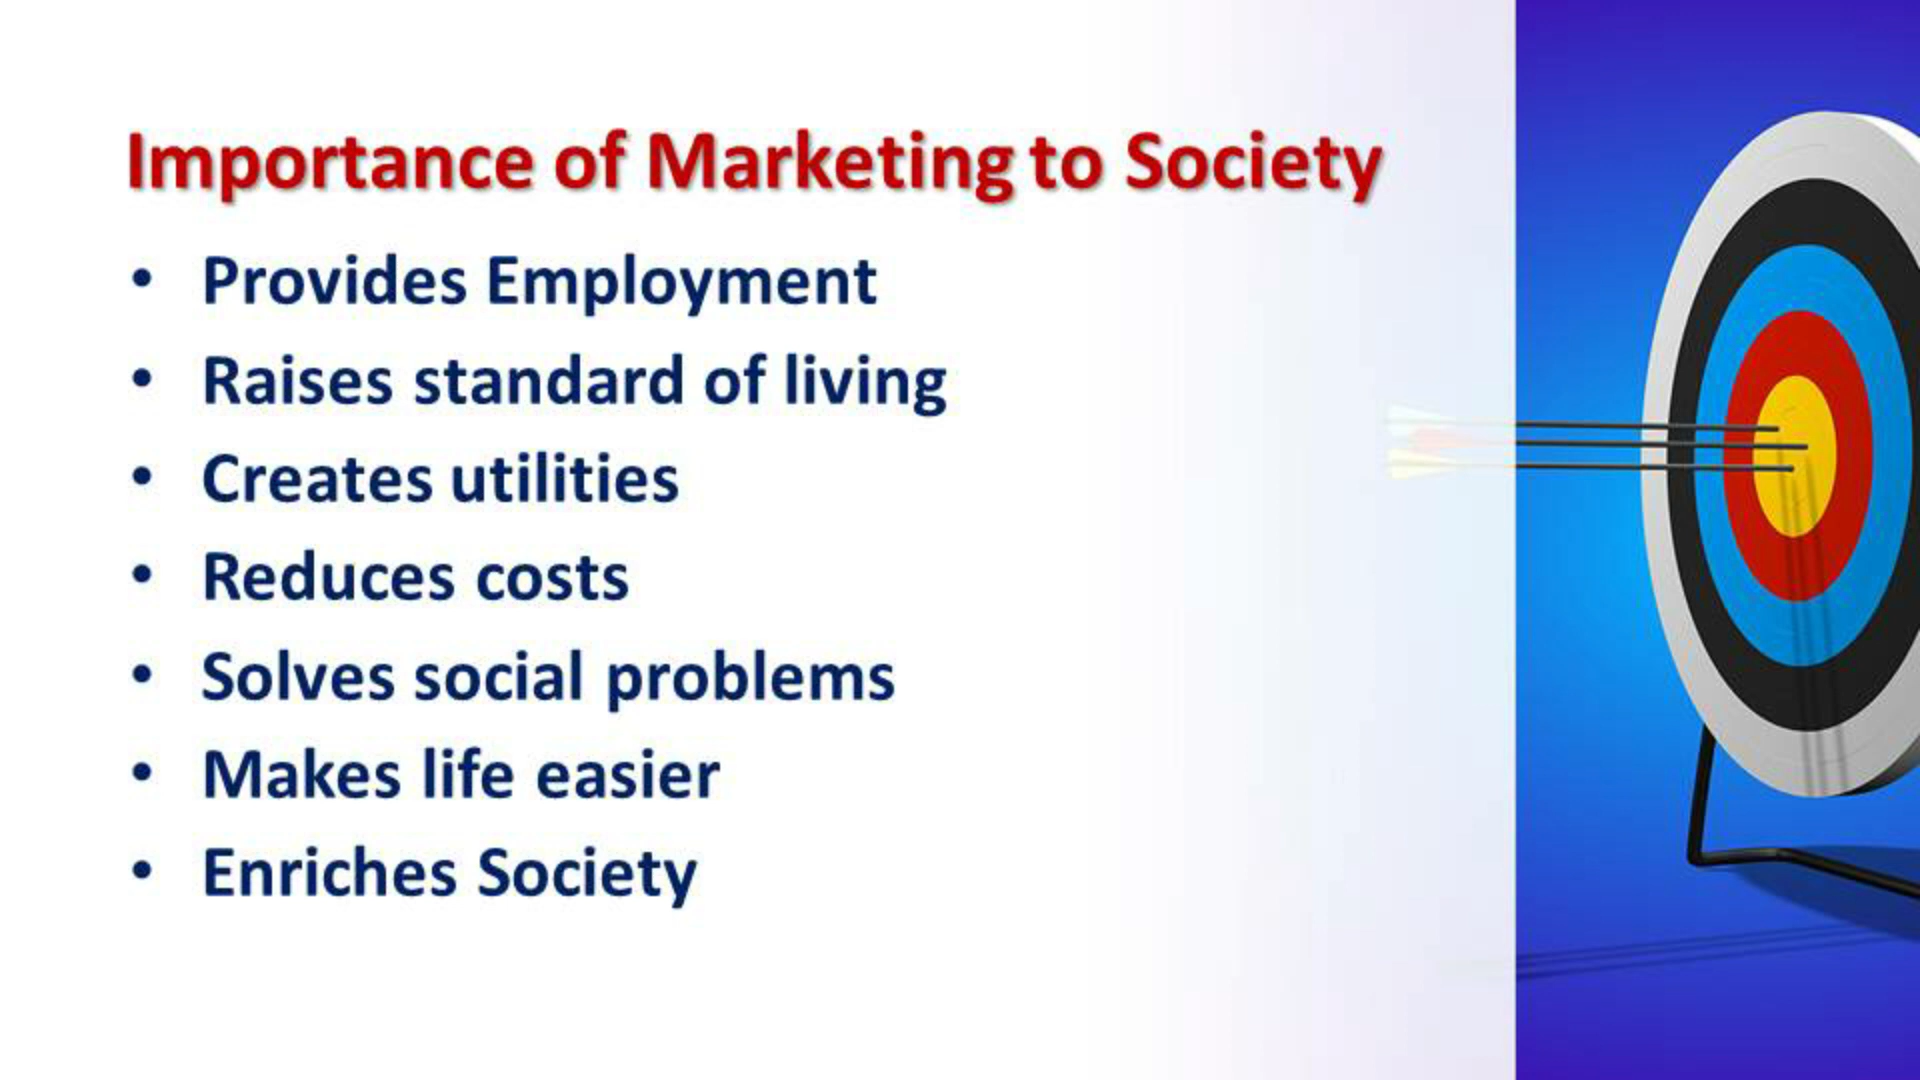 Importance of Marketing to Society
• Provides Employment
• Raises standard of living
• Creates utilities
• Reduces costs
• Solves social problems
• Makes life easier
• Enriches Society